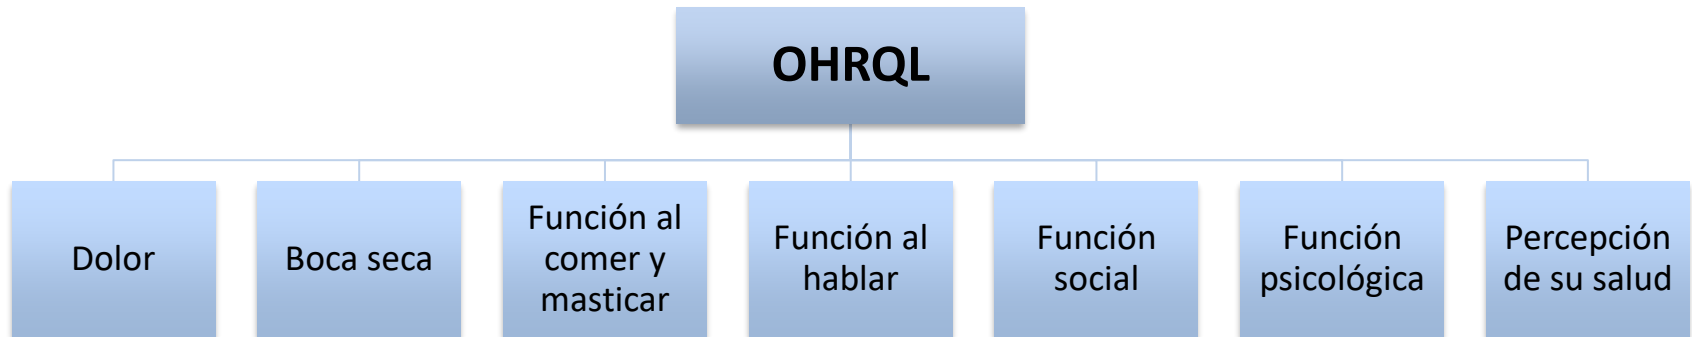 OHRQL
Dolor
Boca seca
Función al
comer y
masticar
Función al
hablar
Función
social
Función
psicológica
Percepción
de su salud